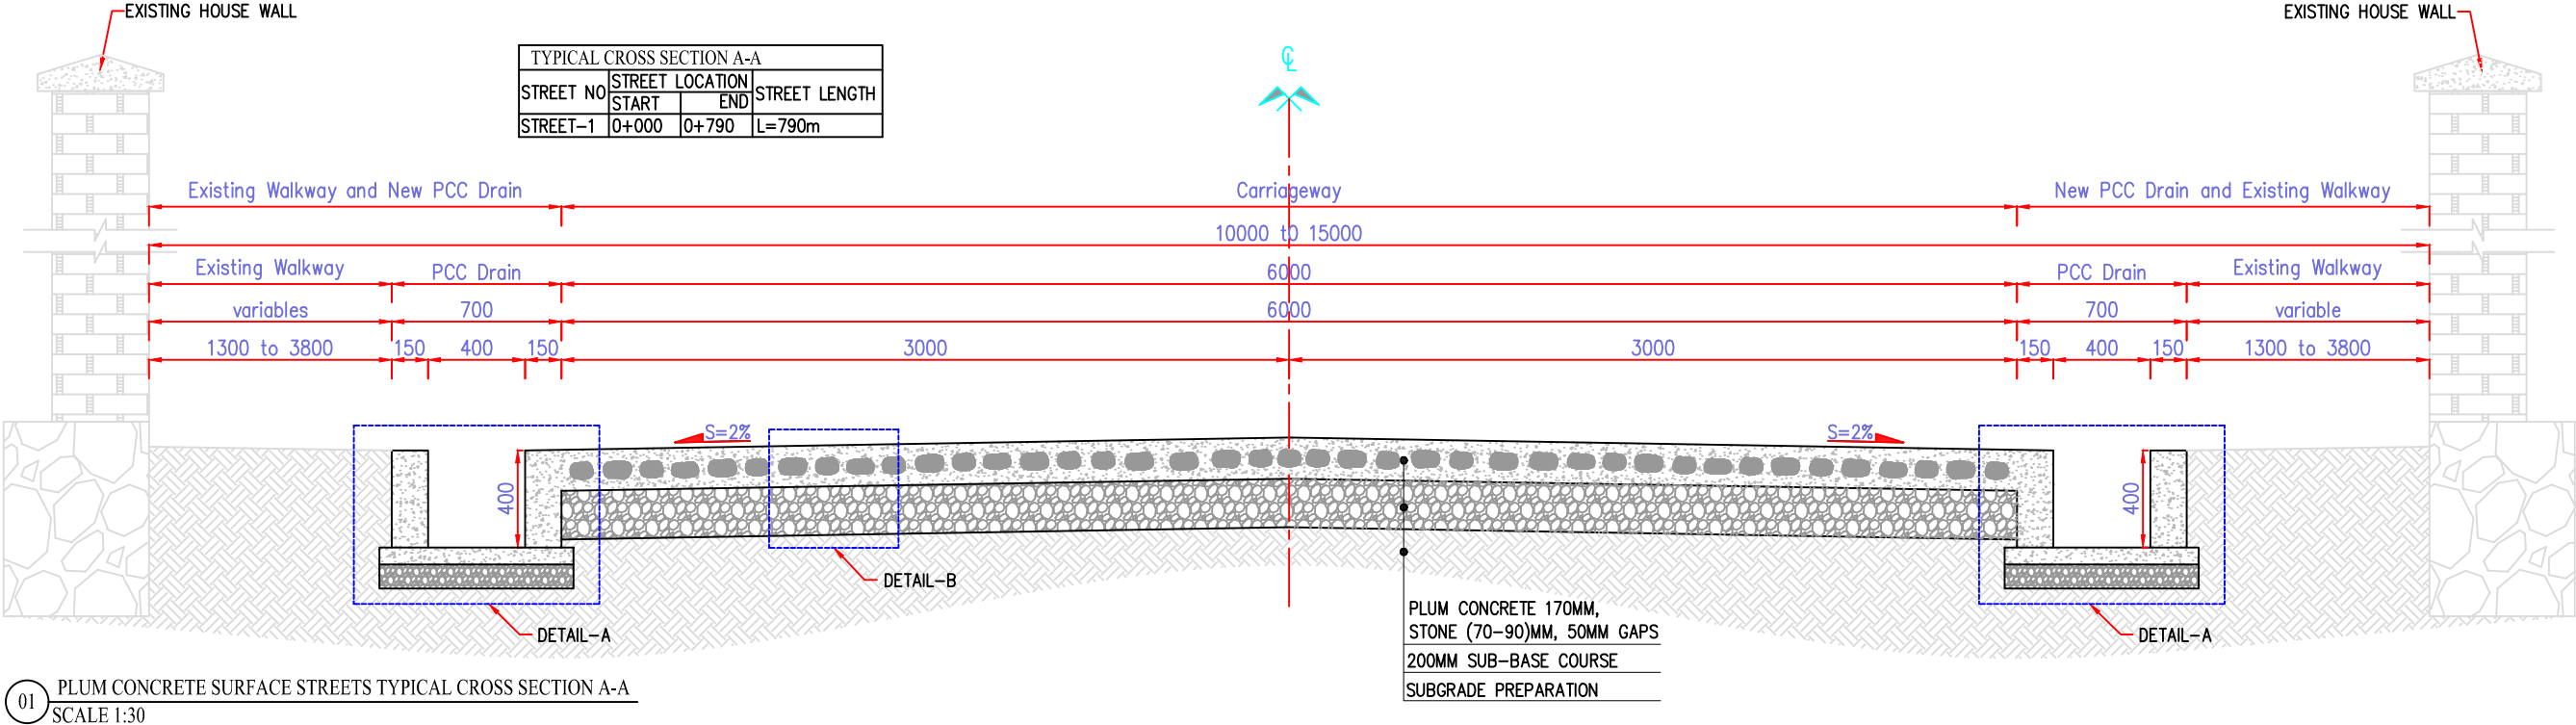 EXISTING HOUSE WALL
EXISTING HOUSE WALL
TYPICAL CROSS SECTION A-A
STREET NO
STREET LOCATION
STREET LENGTH
START
END
STREET-1
0+000
0+790
L=790m
℄
Existing Walkway and New PCC Drain
Carriageway
New PCC Drain and Existing Walkway
10000 to 15000
Existing Walkway
PCC Drain
6000
PCC Drain
Existing Walkway
variables
700
6000
700
variable
1300 to 3800
150
400
150
3000
3000
150
400
150
1300 to 3800
S=2%
S=2%
400
400
DETAIL-B
DETAIL-A
DETAIL-A
PLUM CONCRETE 170MM,
STONE (70-90)MM, 50MM GAPS
200MM SUB-BASE COURSE
SUBGRADE PREPARATION
01
PLUM CONCRETE SURFACE STREETS TYPICAL CROSS SECTION A-A
SCALE 1:30